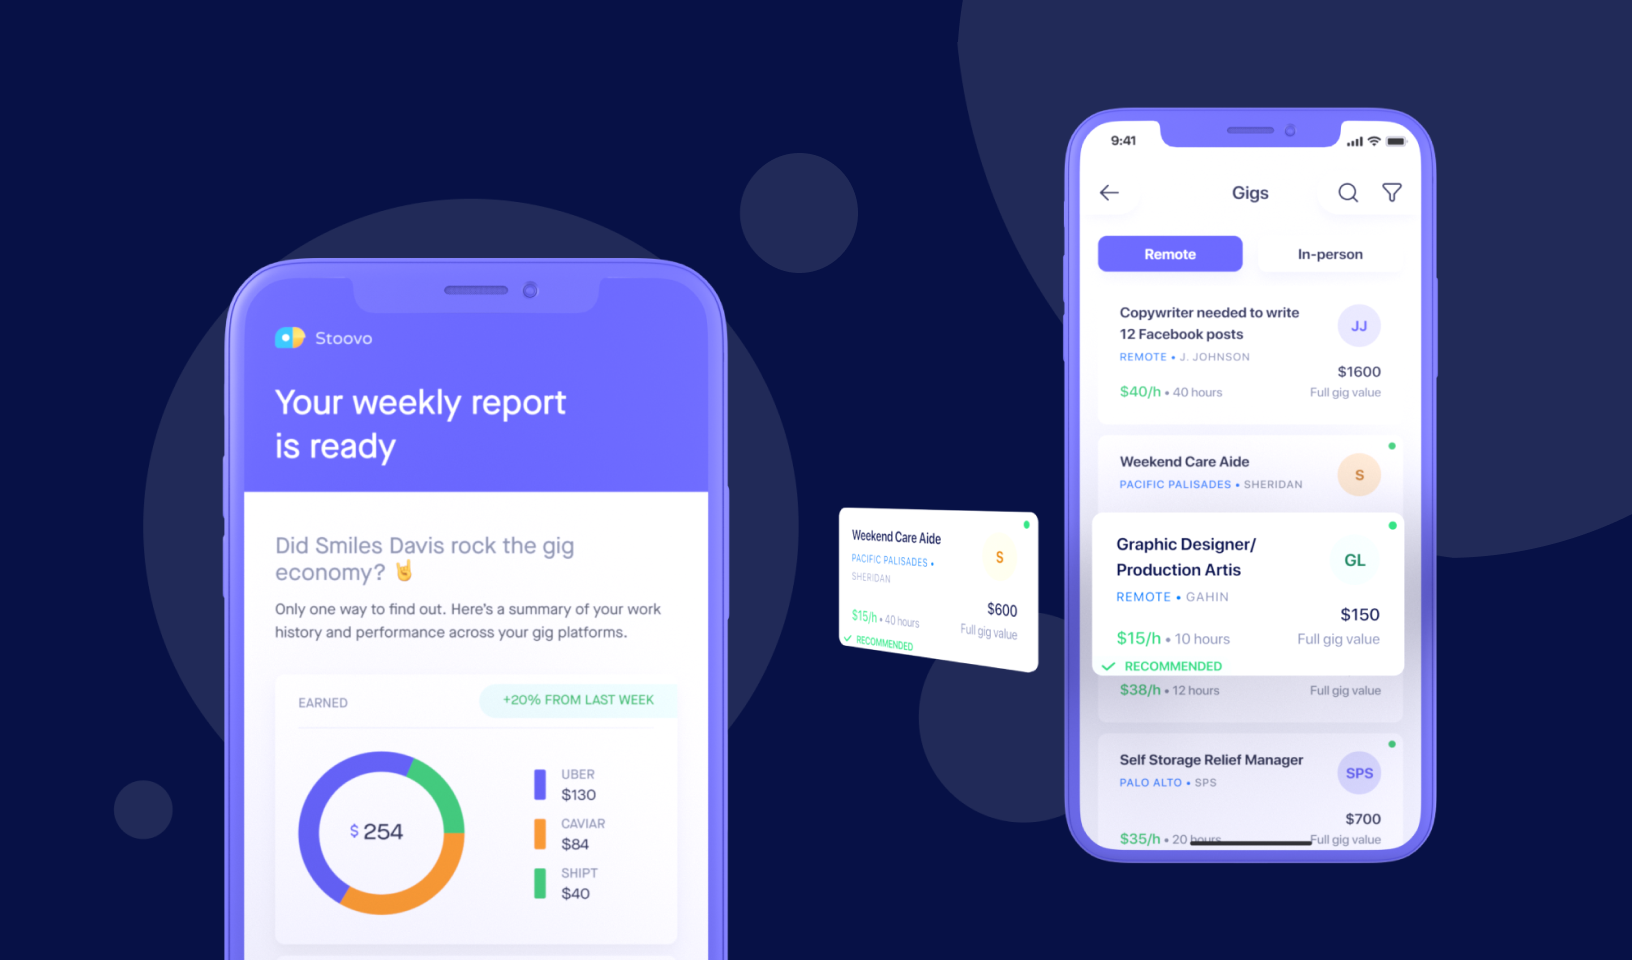 Stoovo
Your weekly report
is ready
Did Smiles Davis rock the gig
economy? 🤘
Only one way to find out. Here's a summary of your work
history and performance across your gig platforms.
EARNED
+20% FROM LAST WEEK
$ 254
UBER
$130
CAVIAR
$84
SHIPT
$40
Weekend Care Aide
PACIFIC PALISADES •
SHERIDAN
S
$15/h • 40 hours
$600
Full gig value
RECOMMENDED
9:41
Gigs
Remote
In-person
Copywriter needed to write
12 Facebook posts
REMOTE • J. JOHNSON
JJ
$1600
$40/h • 40 hours
Full gig value
Weekend Care Aide
PACIFIC PALISADES • SHERIDAN
S
Graphic Designer/
Production Artis
REMOTE • GAHIN
GL
$150
$15/h • 10 hours
Full gig value
RECOMMENDED
$38/h • 12 hours
Full gig value
Self Storage Relief Manager
PALO ALTO • SPS
SPS
$700
$35/h • 20 hours
Full gig value